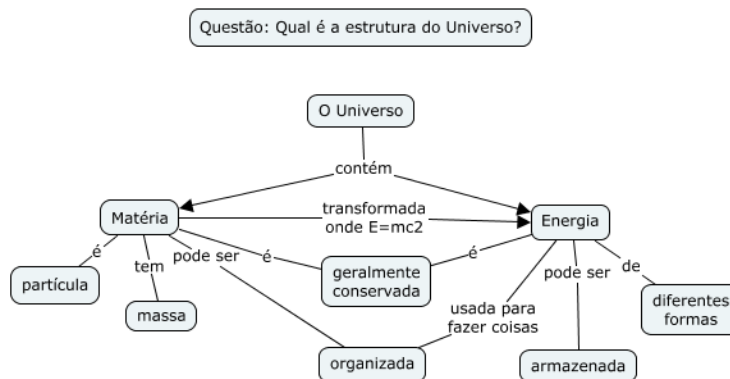 Questão: Qual é a estrutura do Universo?
O Universo
contém
Matéria
transformada
onde E=mc2
Energia
é
tem
pode ser
é
é
pode ser
de
partícula
massa
geralmente
conservada
usada para
fazer coisas
diferentes
formas
organizada
armazenada